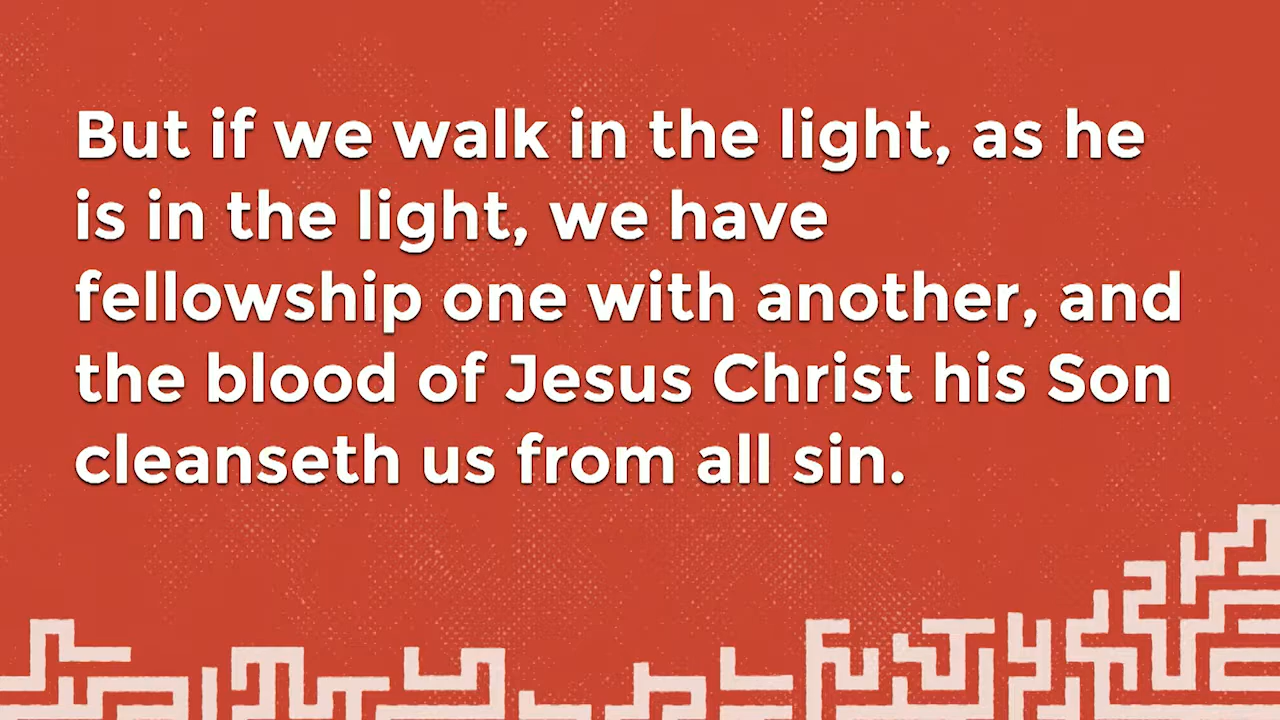 But if we walk in the light, as he
is in the light, we have
fellowship one with another, and
the blood of Jesus Christ his Son
cleanseth us from all sin.